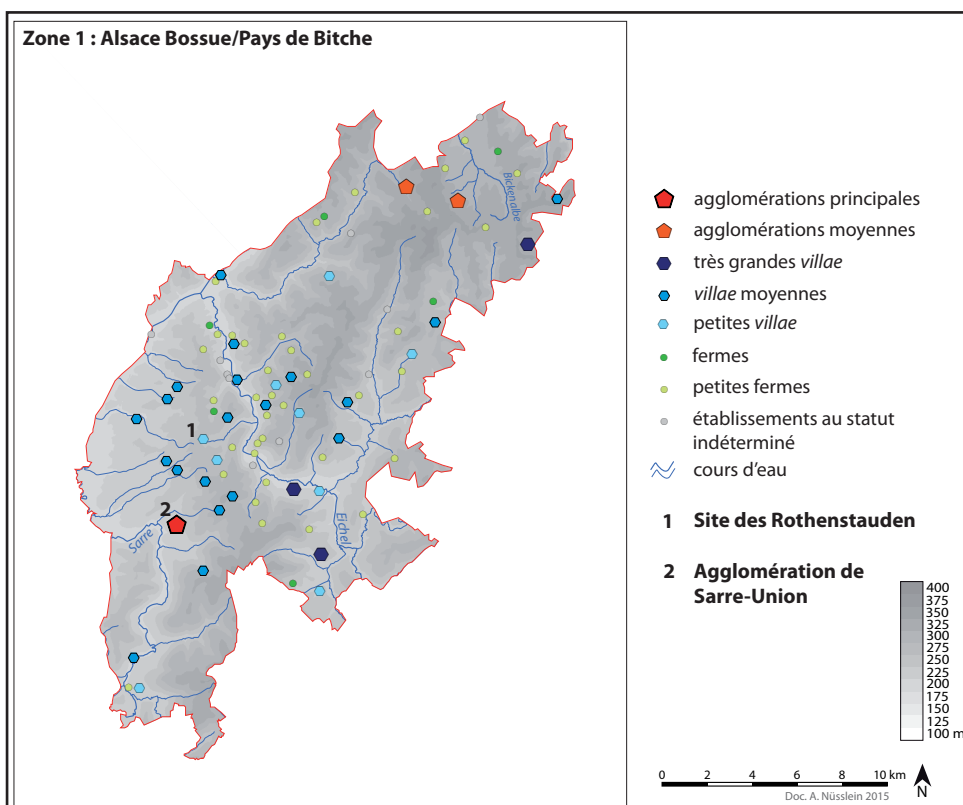 Zone 1 : Alsace Bossue/Pays de Bitche
Bickenalbe
1
2
Sarre
Eichel
agglomérations principales
agglomérations moyennes
très grandes villae
villae moyennes
petites villae
fermes
petites fermes
établissements au statut
indéterminé
cours d'eau
1 Site des Rothenstauden
2 Agglomération de
Sarre-Union
400
375
350
325
300
275
250
225
200
175
150
125
100 m
0 2 4 6 8 10 km
N
Doc. A. Nüsslein 2015